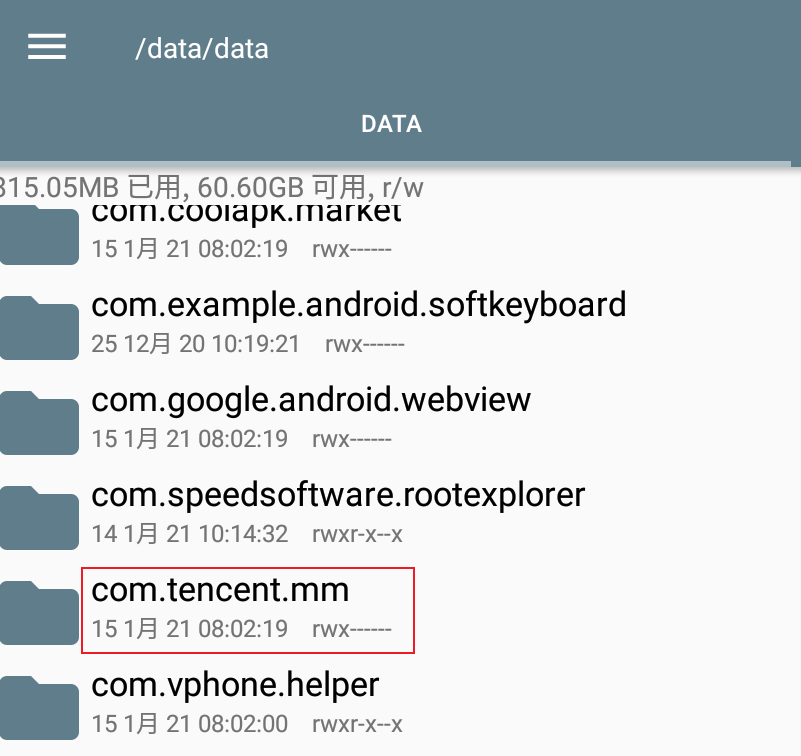 /data/data
DATA
315.05MB 已用, 60.60GB 可用, r/w
com.coolapk.market
15 1月 21 08:02:19 rwx------
com.example.android.softkeyboard
25 12月 20 10:19:21 rwx------
com.google.android.webview
15 1月 21 08:02:19 rwx------
com.speedsoftware.rootexplorer
14 1月 21 10:14:32 rwxr-x--x
com.tencent.mm
15 1月 21 08:02:19 rwx------
com.vphone.helper
15 1月 21 08:02:00 rwxr-x--x